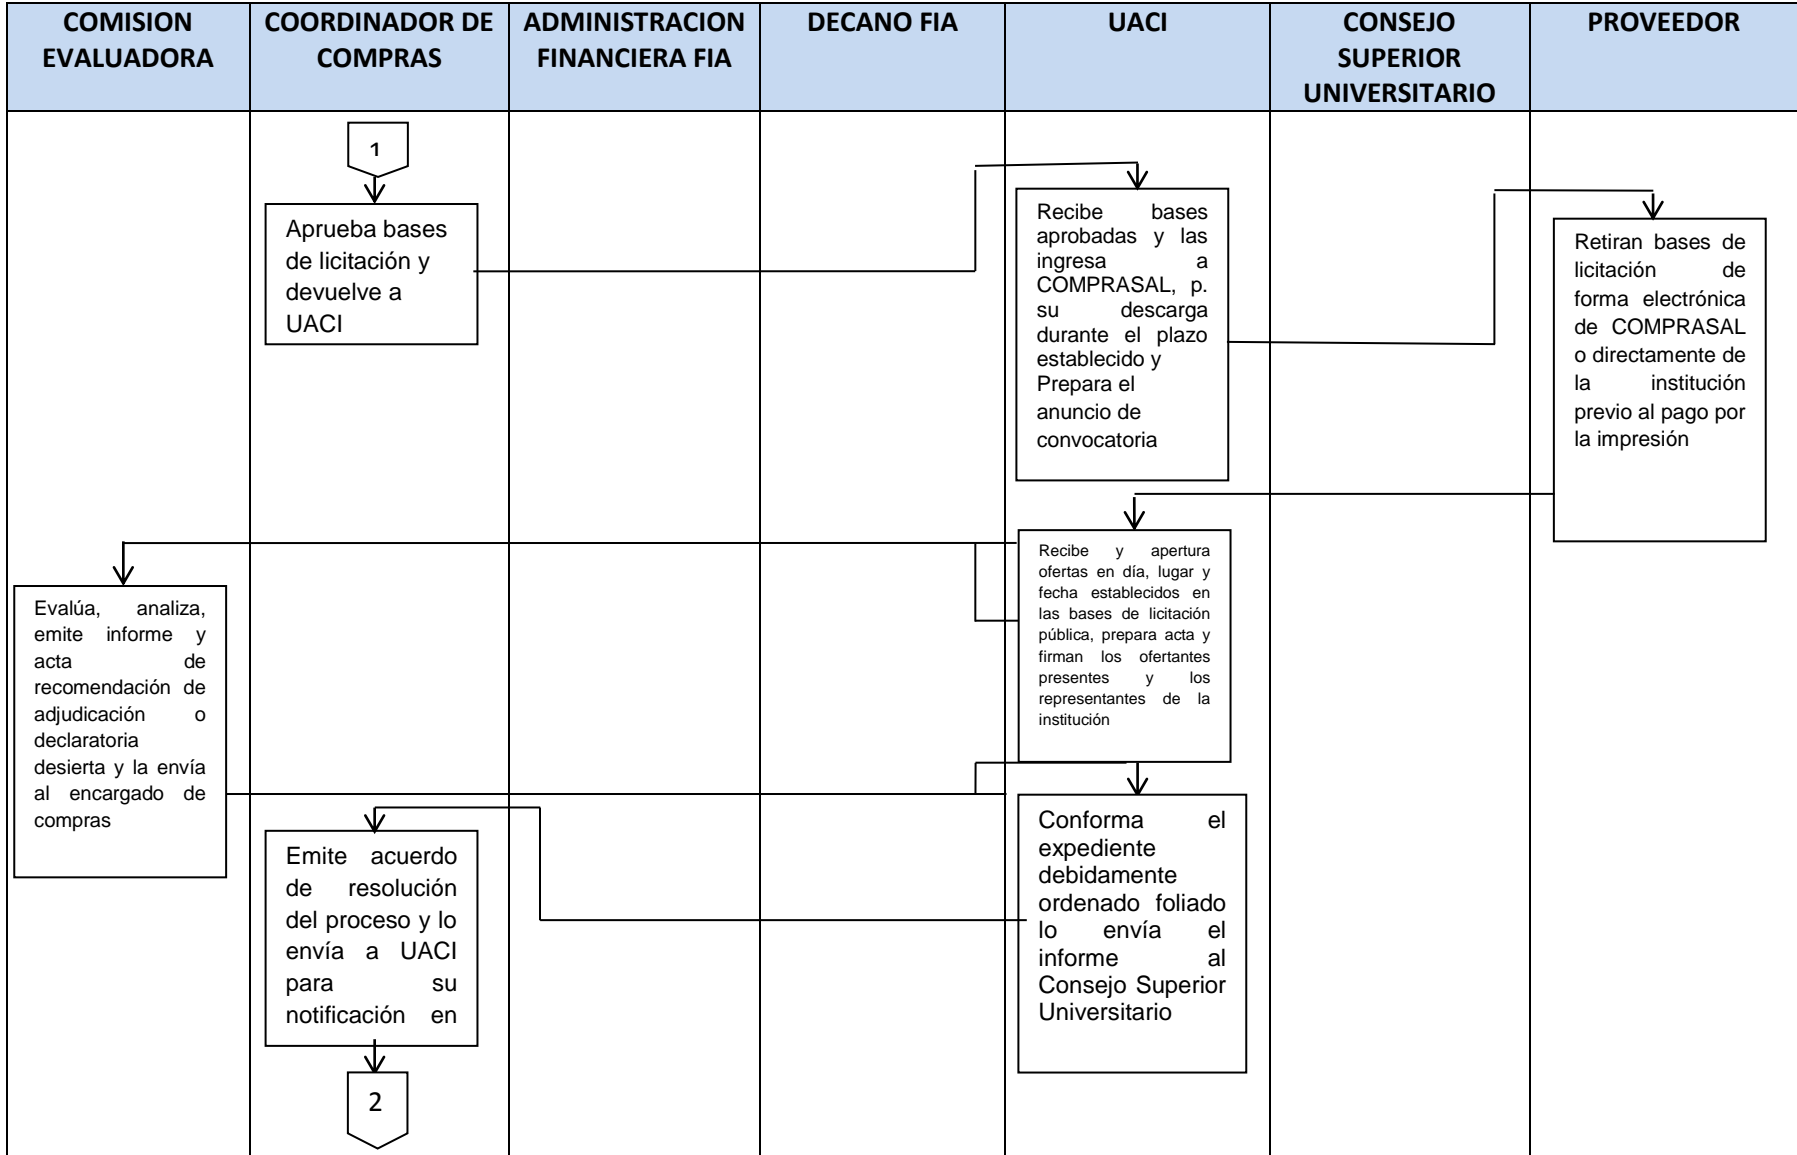 COMISION
EVALUADORA
COORDINADOR DE
COMPRAS
ADMINISTRACION
FINANCIERA FIA
DECANO FIA
UACI
CONSEJO
SUPERIOR
UNIVERSITARIO
PROVEEDOR
1
Aprueba bases
de licitación y
devuelve a
UACI
Recibe bases
aprobadas y las
ingresa a
COMPRASAL, p.
su descarga
durante el plazo
establecido y
Prepara el
anuncio de
convocatoria
Retiran bases de
licitación de
forma electrónica
de COMPRASAL
o directamente de
la institución
previo al pago por
la impresión
Recibe y apertura
ofertas en día, lugar y
fecha establecidos en
las bases de licitación
pública, prepara acta y
firman los ofertantes
presentes y los
representantes de la
institución
Evalúa, analiza,
emite informe y
acta de
recomendación de
adjudicación o
declaratoria
desierta y la envía
al encargado de
compras
Conforma el
expediente
debidamente
ordenado foliado
lo envía el
informe al
Consejo Superior
Universitario
Emite acuerdo
de resolución
del proceso y lo
envía a UACI
para su
notificación en
2